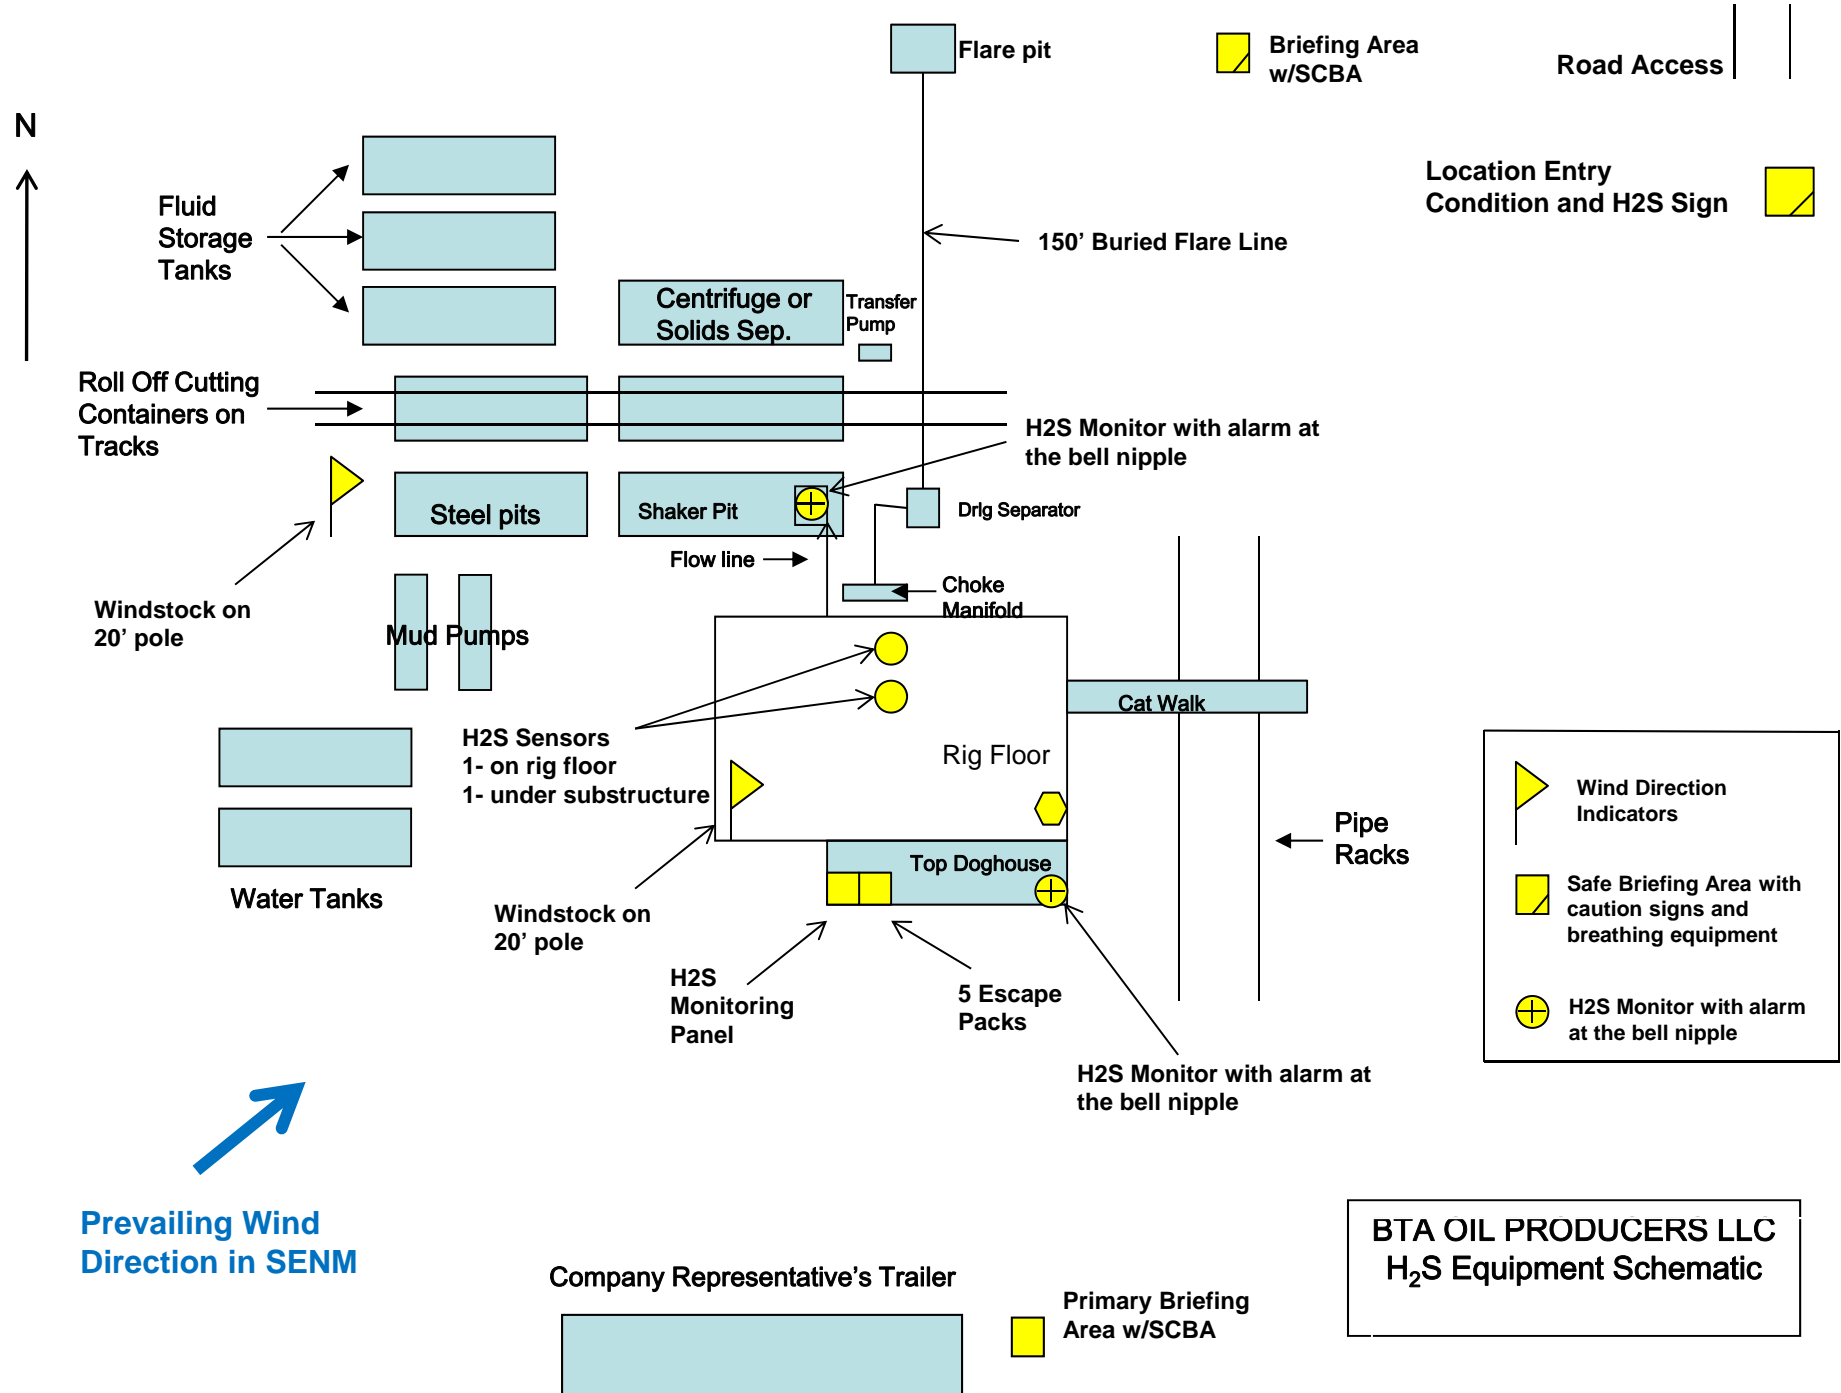 Flare pit
Briefing Area
w/SCBA
Road Access
N
Location Entry
Condition and H2S Sign
Fluid
Storage
Tanks
150’ Buried Flare Line
Centrifuge or
Solids Sep.
Transfer
Pump
Roll Off Cutting
Containers on
Tracks
H2S Monitor with alarm at
the bell nipple
Steel pits
Shaker Pit
Drlg Separator
Flow line
Choke
Manifold
Windstock on
20’ pole
Mud Pumps
Cat Walk
H2S Sensors
1- on rig floor
1- under substructure
Rig Floor
Wind Direction
Indicators
Pipe
Racks
Top Doghouse
Water Tanks
Safe Briefing Area with
caution signs and
breathing equipment
Windstock on
20’ pole
H2S
Monitoring
Panel
5 Escape
Packs
H2S Monitor with alarm
at the bell nipple
H2S Monitor with alarm at
the bell nipple
Prevailing Wind
Direction in SENM
BTA OIL PRODUCERS LLC
H₂S Equipment Schematic
Company Representative’s Trailer
Primary Briefing
Area w/SCBA